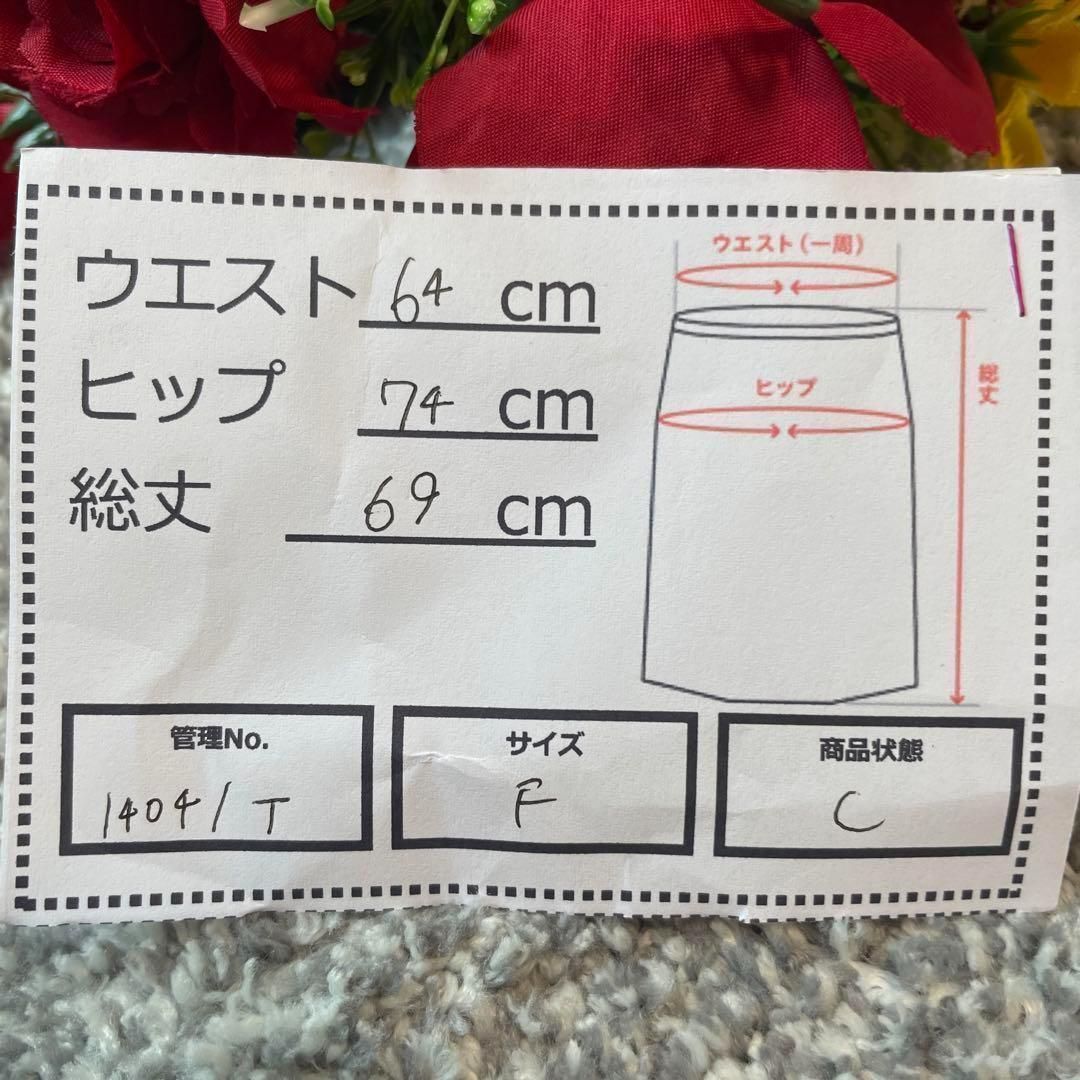 ウエスト 64 cm
ヒップ 74 cm
総丈 69 cm
ウエスト(一周)
ヒップ
総丈
管理No.
14041 T
サイズ
F
商品状態
C